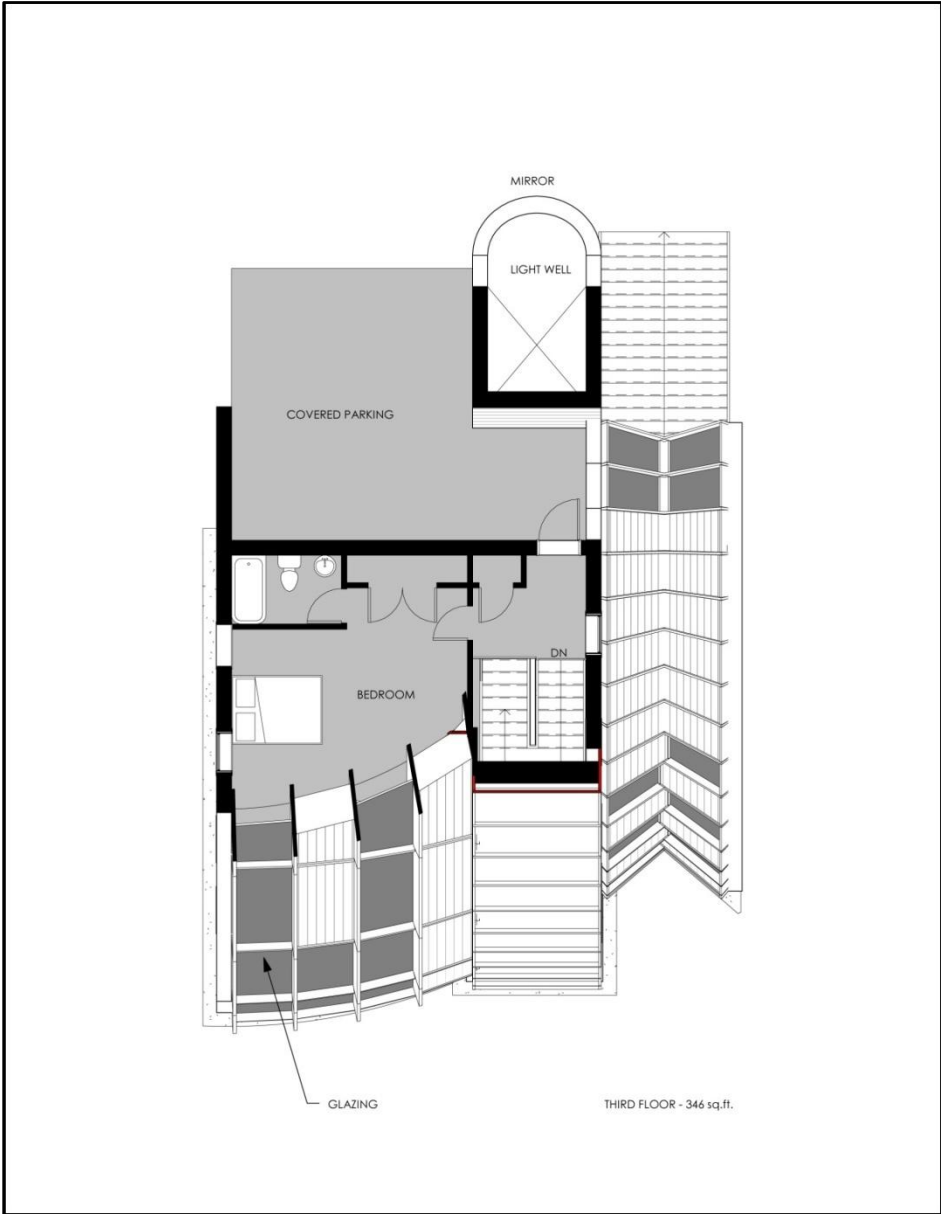 MIRROR
LIGHT WELL
COVERED PARKING
DN
BEDROOM
GLAZING
THIRD FLOOR - 346 sq.ft.